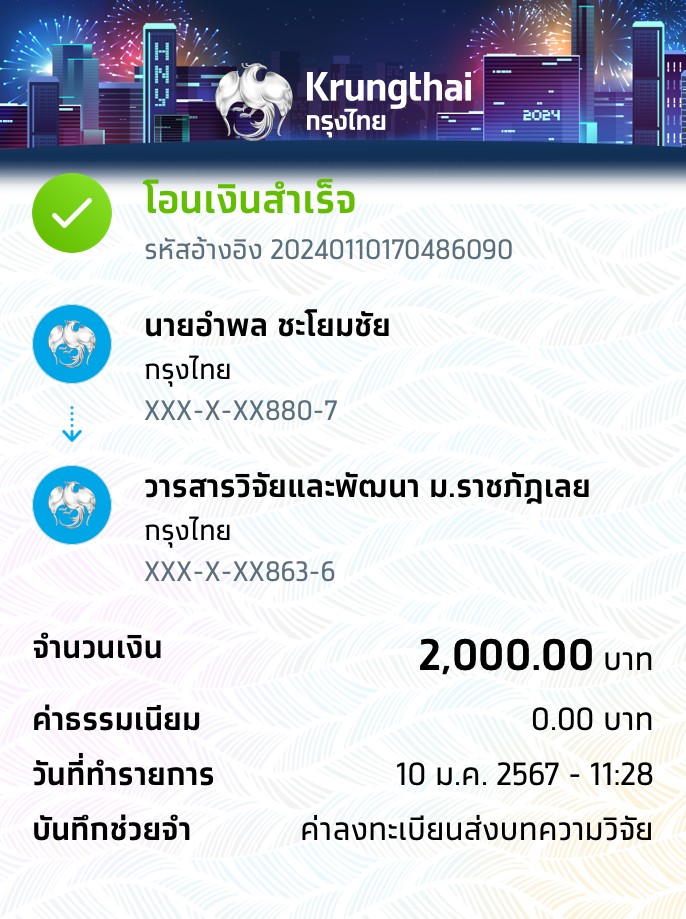 HNY
Krungthai
กรุงไทย
2024
โอนเงินสำเร็จ
รหัสอ้างอิง 20240110170486090
นายอำพล ชะโยมชัย
กรุงไทย
XXX-X-XX880-7
วารสารวิจัยและพัฒนา ม.ราชภัฎเลย
กรุงไทย
XXX-X-XX863-6
จำนวนเงิน 2,000.00 บาท
ค่าธรรมเนียม 0.00 บาท
วันที่ทำรายการ 10 ม.ค. 2567 - 11:28
บันทึกช่วยจำ ค่าลงทะเบียนส่งบทความวิจัย